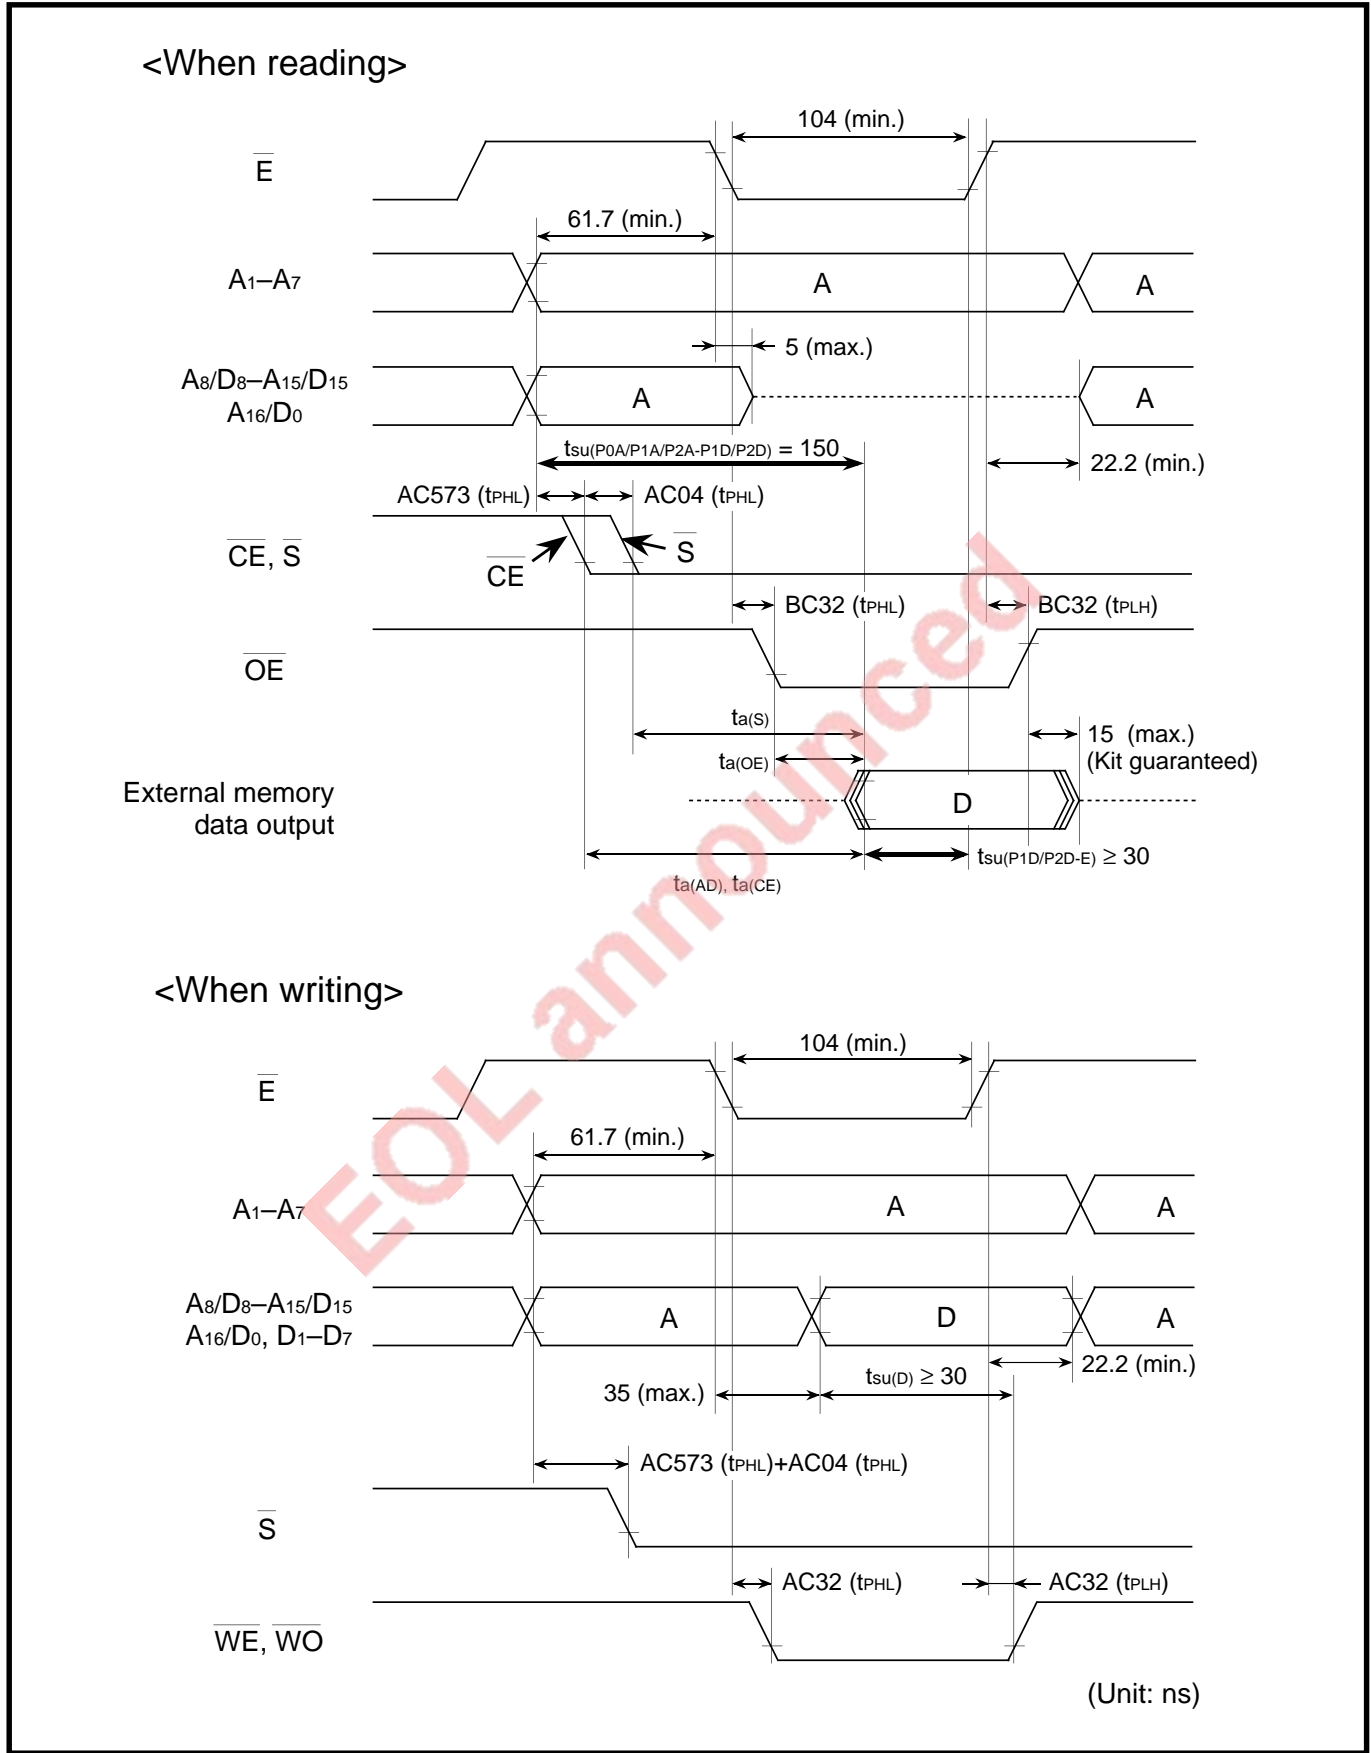 <When reading>
104 (min.)
E
61.7 (min.)
A1–A7
A
A
5 (max.)
A8/D8–A15/D15
A16/D0
A
A
tsu(P0A/P1A/P2A-P1D/P2D) = 150
22.2 (min.)
AC573 (tPHL)
AC04 (tPHL)
CE, S
CE
S
BC32 (tPHL)
BC32 (tPLH)
OE
ta(S)
15 (max.)
(Kit guaranteed)
ta(OE)
External memory
data output
D
tsu(P1D/P2D-E) ≥ 30
ta(AD), ta(CE)
EOL announced
<When writing>
104 (min.)
E
61.7 (min.)
A1–A7
A
A
A8/D8–A15/D15
A16/D0, D1–D7
A
D
A
22.2 (min.)
35 (max.)
tsu(D) ≥ 30
AC573 (tPHL)+AC04 (tPHL)
S
AC32 (tPHL)
AC32 (tPLH)
WE, WO
(Unit: ns)